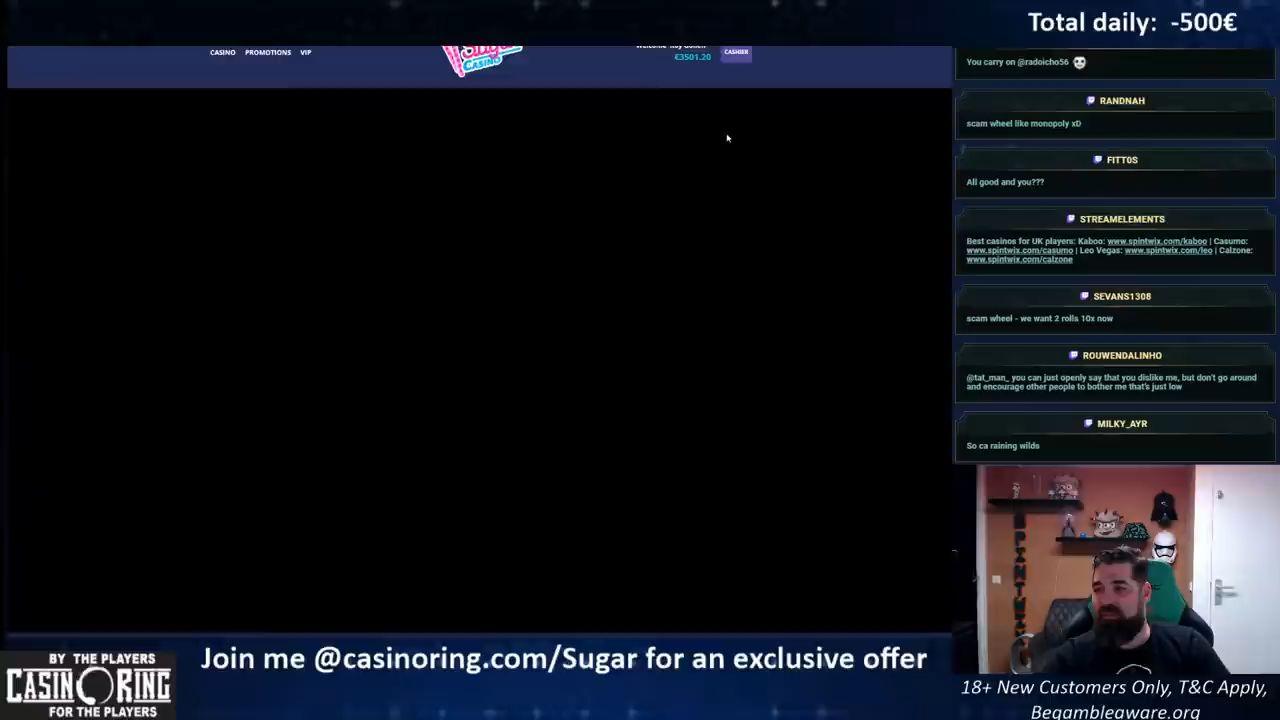 Total daily: -500€
CASINO PROMOTIONS VIP
CASINO
€3501.20
CASHIER
You carry on @radoicho56
RANDNAH
scam wheel like monopoly xD
FITT0S
All good and you???
STREAMELEMENTS
Best casinos for UK players: Kaboo: www.spintwix.com/kaboo | Casumo:
www.spintwix.com/casumo | Leo Vegas: www.spintwix.com/leo | Calzone:
www.spintwix.com/calzone
SEVANS1308
scam wheel - we want 2 rolls 10x now
ROUWENDALINHO
@tat_man_ you can just openly say that you dislike me, but don't go around
and encourage other people to bother me that's just low
MILKY_AYR
So ca raining wilds
BY THE PLAYERS
CASINORING
FOR THE PLAYERS
Join me @casinoring.com/Sugar for an exclusive offer
18+ New Customers Only, T&C Apply,
Begambleaware.org